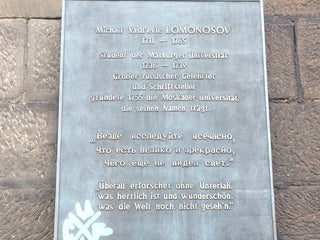 Michail Vasil'evič LOMONOSOV
1711 – 1765
Student der Marburger Universität
1736 – 1739
Großer russischer Gelehrter
und Schriftsteller
gründete 1755 die Moskauer Universität,
die seinen Namen trägt.
„Везде исследуйте всечасно,
Что есть велико и прекрасно,
Чего еще не видел свет.“
„Überall erforschet ohne Unterlaß,
was herrlich ist und wunderschön,
was die Welt noch nicht geseh'n.“